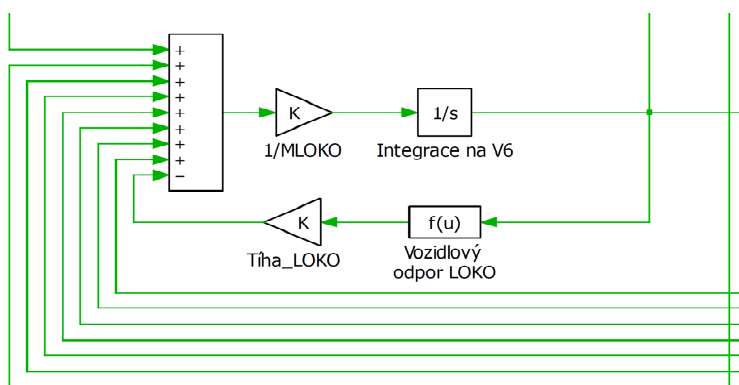 +
+
+
+
+
+
+
+
−
K
1/s
1/MLOKO
Integrace na V6
K
f(u)
Tíha_LOKO
Vozidlový
odpor LOKO